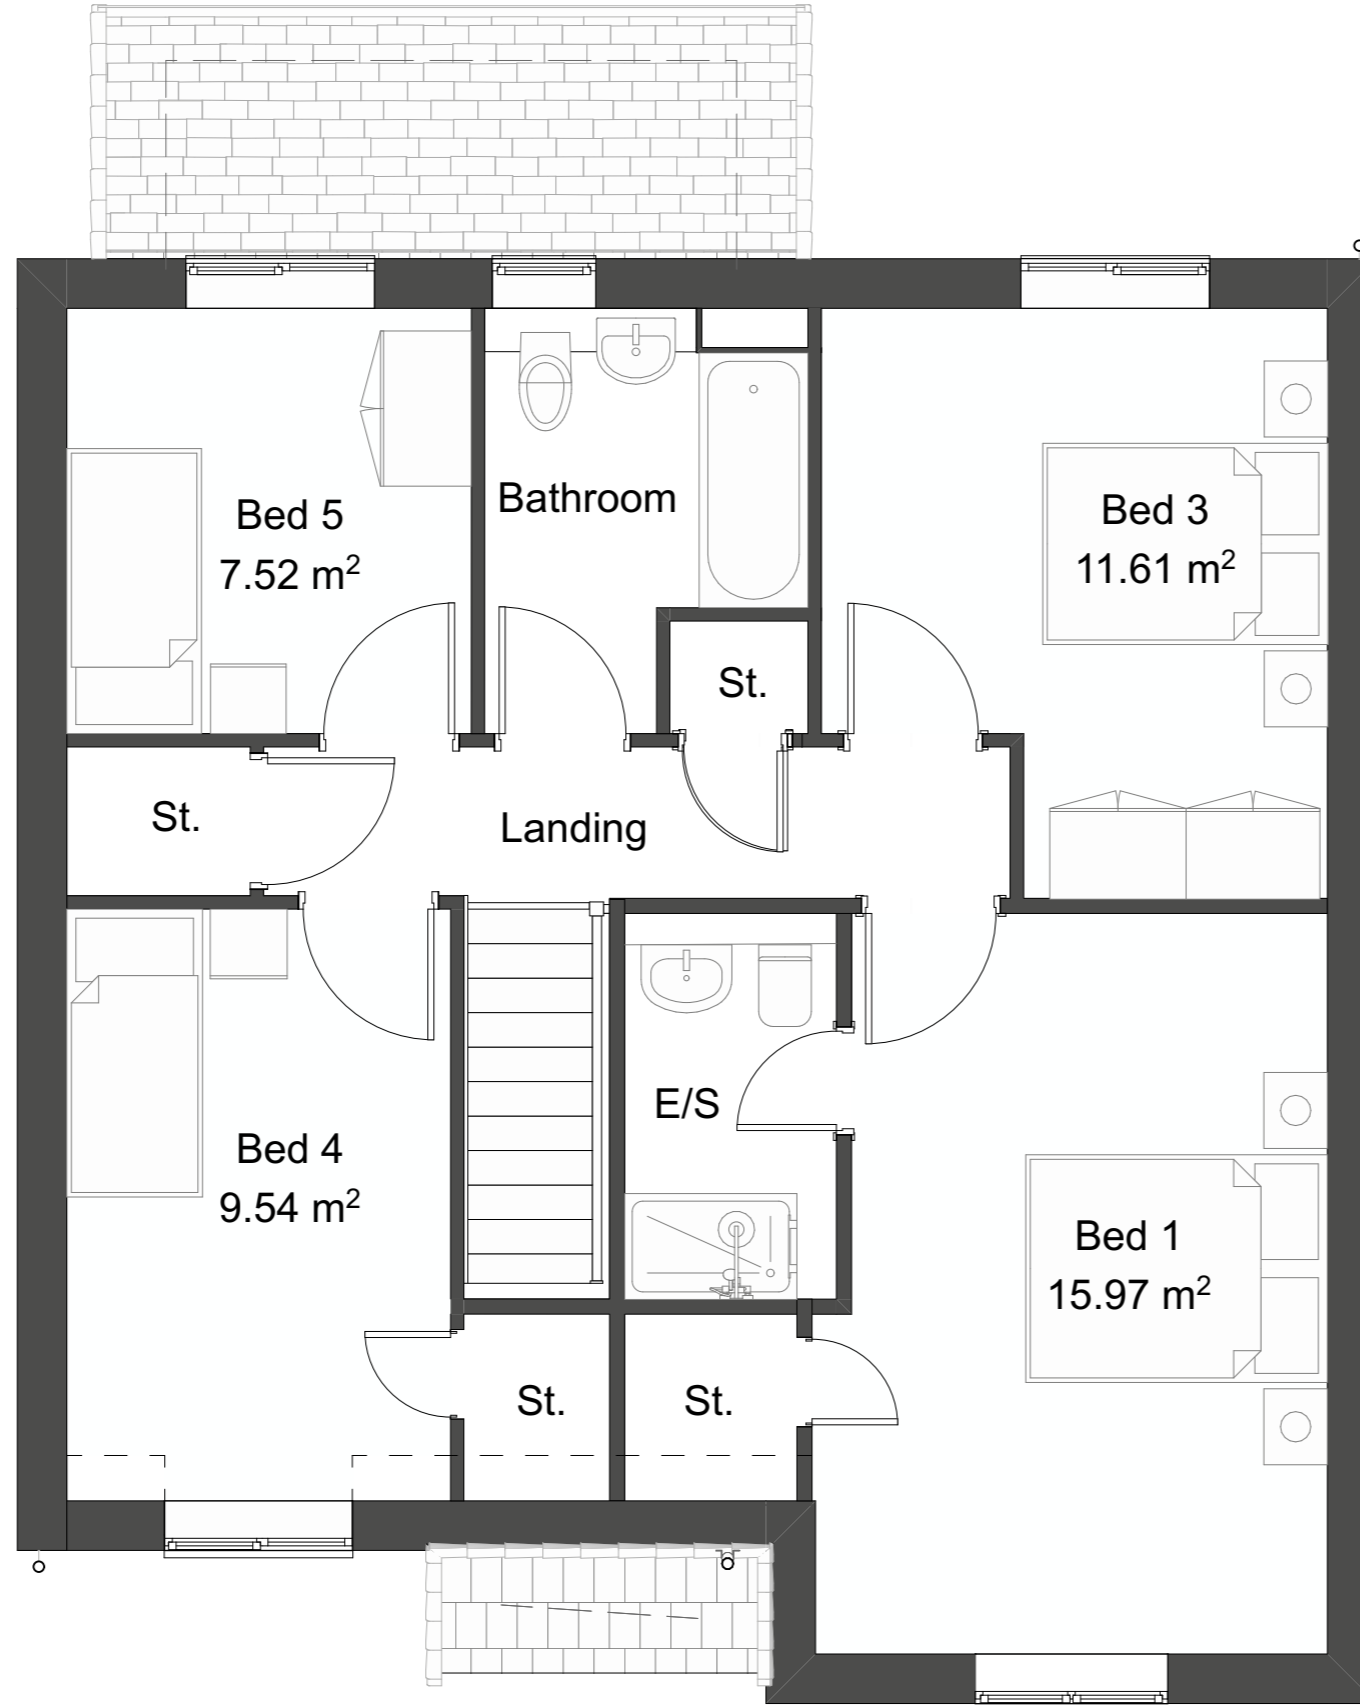 Bed 5
7.52 m²
Bathroom
Bed 3
11.61 m²
St.
St.
Landing
E/S
Bed 4
9.54 m²
Bed 1
15.97 m²
St.
St.